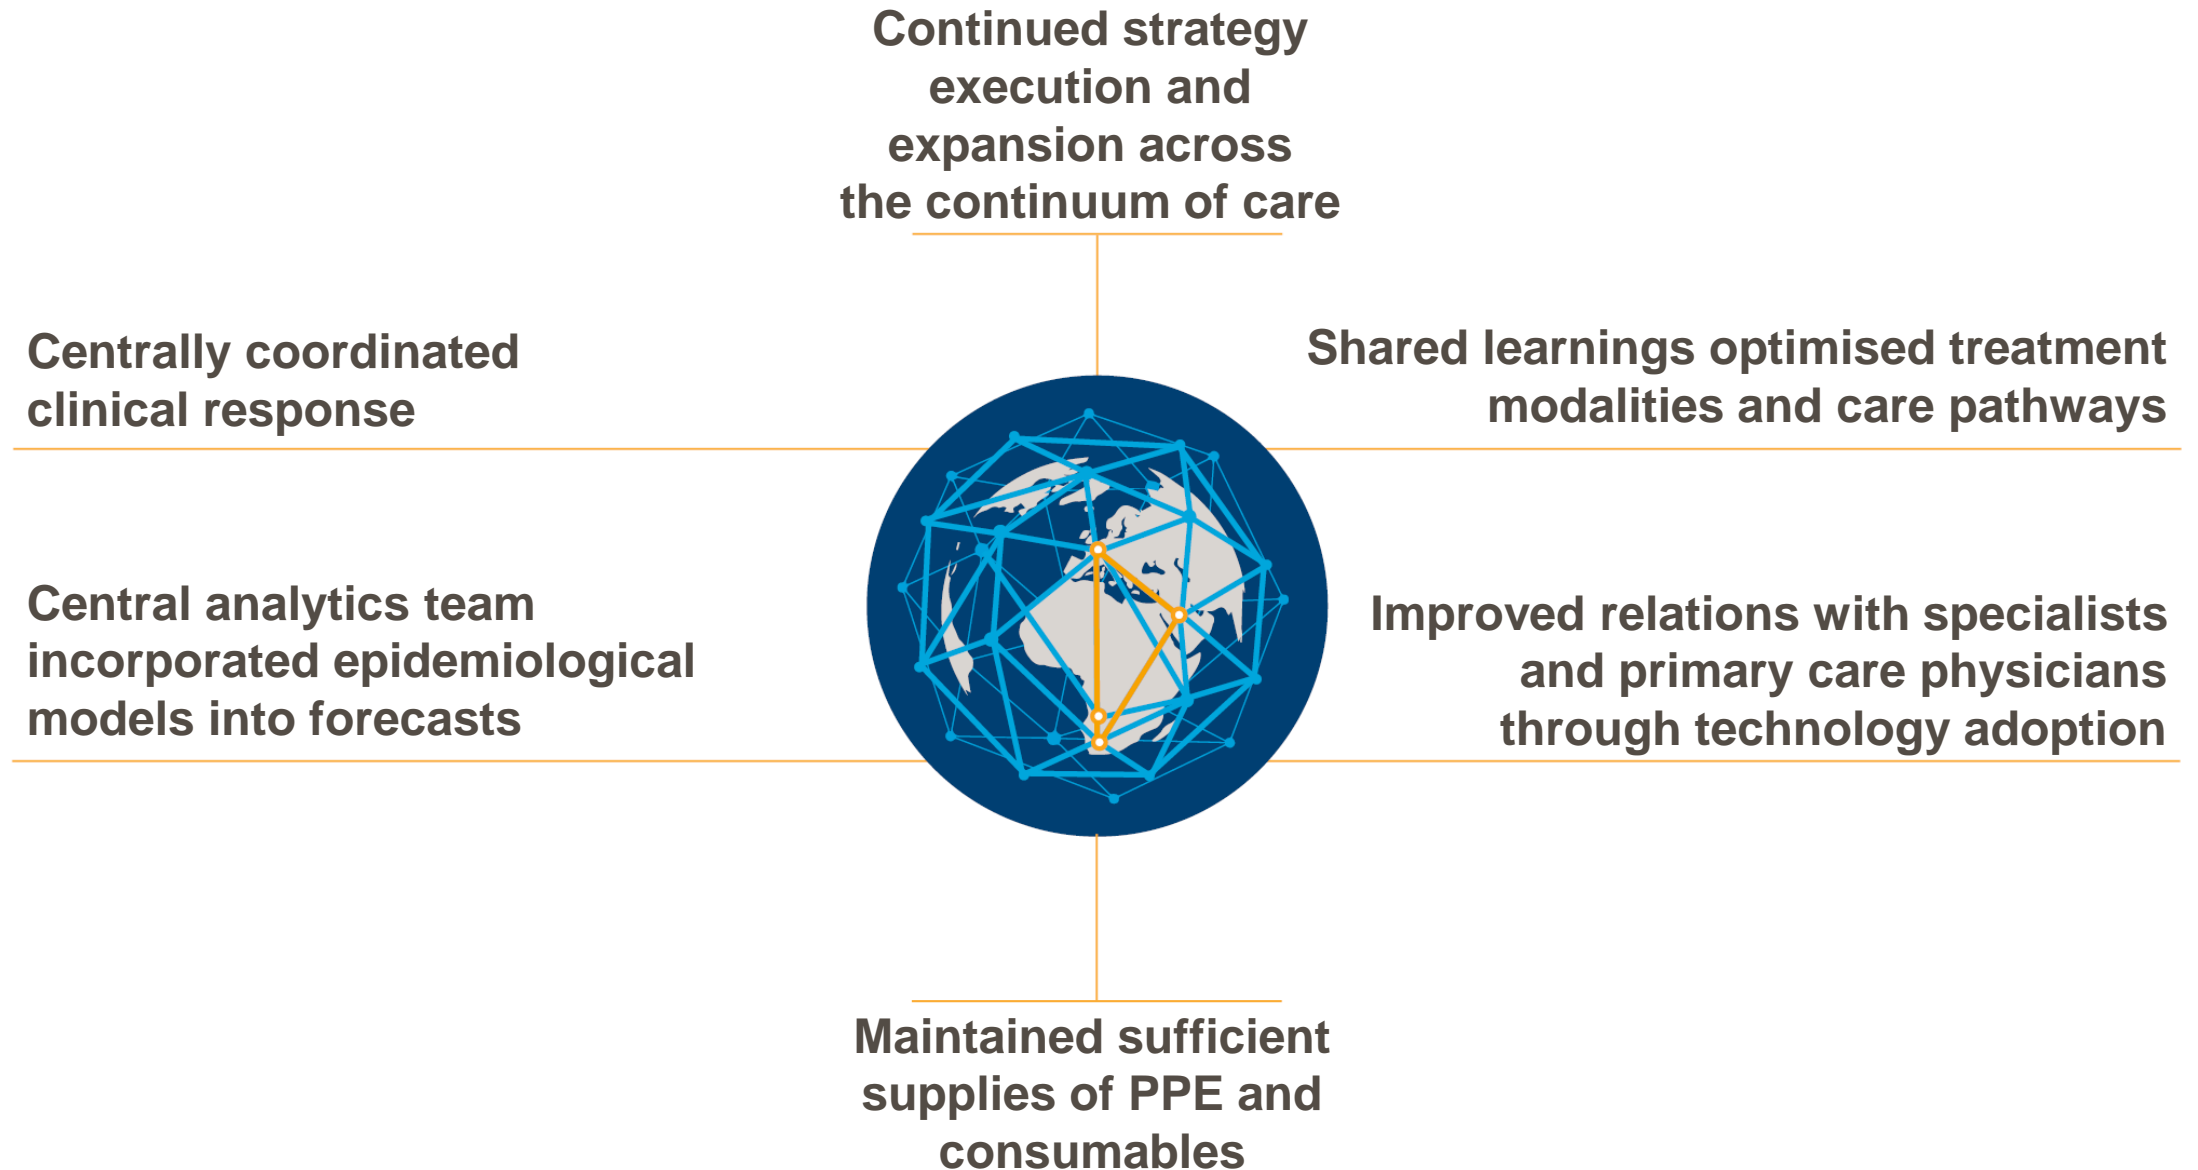 Continued strategy
execution and
expansion across
the continuum of care
Centrally coordinated
clinical response
Shared learnings optimised treatment
modalities and care pathways
Central analytics team
incorporated epidemiological
models into forecasts
Improved relations with specialists
and primary care physicians
through technology adoption
Maintained sufficient
supplies of PPE and
consumables